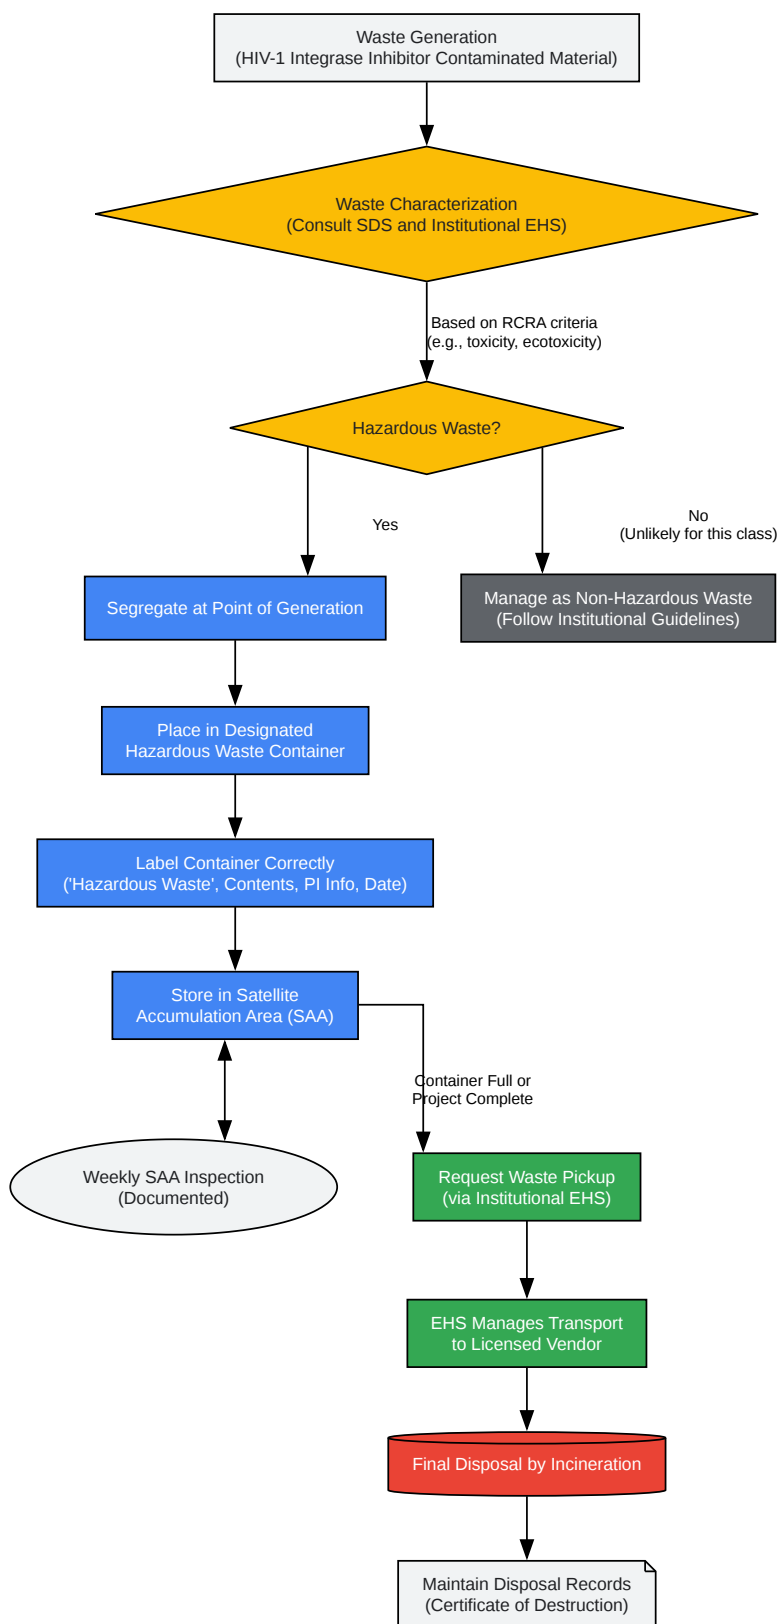 Waste Generation
(HIV-1 Integrase Inhibitor Contaminated Material)
Waste Characterization
(Consult SDS and Institutional EHS)
Based on RCRA criteria
(e.g., toxicity, ecotoxicity)
Hazardous Waste?
Yes
No
(Unlikely for this class)
Segregate at Point of Generation
Manage as Non-Hazardous Waste
(Follow Institutional Guidelines)
Place in Designated
Hazardous Waste Container
Label Container Correctly
('Hazardous Waste', Contents, PI Info, Date)
Store in Satellite
Accumulation Area (SAA)
Container Full or
Project Complete
Weekly SAA Inspection
(Documented)
Request Waste Pickup
(via Institutional EHS)
EHS Manages Transport
to Licensed Vendor
Final Disposal by Incineration
Maintain Disposal Records
(Certificate of Destruction)